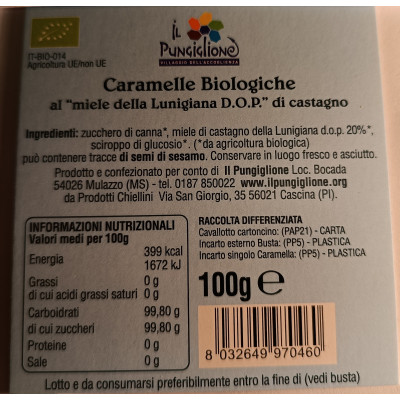 IL
PUNGIGLIONE
VILLAGGIO DELL'ACCOGLIENZA
IT-BIO-014
Agricoltura UE/non UE
Caramelle Biologiche
al "miele della Lunigiana D.O.P." di castagno
Ingredienti: zucchero di canna*, miele di castagno della Lunigiana d.o.p. 20%*,
sciroppo di glucosio*. (*da agricoltura biologica)
può contenere tracce di semi di sesamo. Conservare in luogo fresco e asciutto.
Prodotto e confezionato per conto di Il Pungiglione Loc. Bocada
54026 Mulazzo (MS) - tel. 0187 850022 www.ilpungiglione.org
da Prodotti Chiellini Via San Giorgio, 35 56021 Cascina (PI).
INFORMAZIONI NUTRIZIONALI
Valori medi per 100g
Energia 399 kcal
1672 kJ
Grassi 0 g
di cui acidi grassi saturi 0 g
Carboidrati 99,80 g
di cui zuccheri 99,80 g
Proteine 0 g
Sale 0 g
RACCOLTA DIFFERENZIATA
Cavallotto cartoncino: (PAP21) - CARTA
Incarto esterno Busta: (PP5) - PLASTICA
Incarto singolo Caramella: (PP5) - PLASTICA
100g e
8 032649 970460
Lotto e da consumarsi preferibilmente entro la fine di (vedi busta)